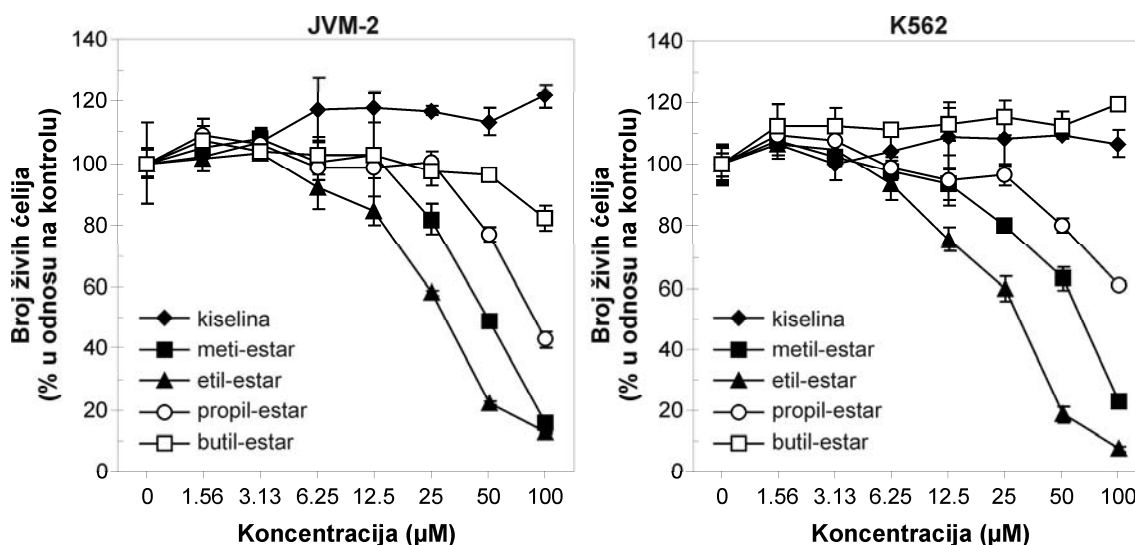 JVM-2
Broj živih ćelija
(% u odnosu na kontrolu)
140
120
100
80
60
40
20
0
kiselina
meti-estar
etil-estar
propil-estar
butil-estar
0 1.56 3.13 6.25 12.5 25 50 100
Koncentracija (µM)
K562
Broj živih ćelija
(% u odnosu na kontrolu)
140
120
100
80
60
40
20
0
kiselina
metil-estar
etil-estar
propil-estar
butil-estar
0 1.56 3.13 6.25 12.5 25 50 100
Koncentracija (µM)